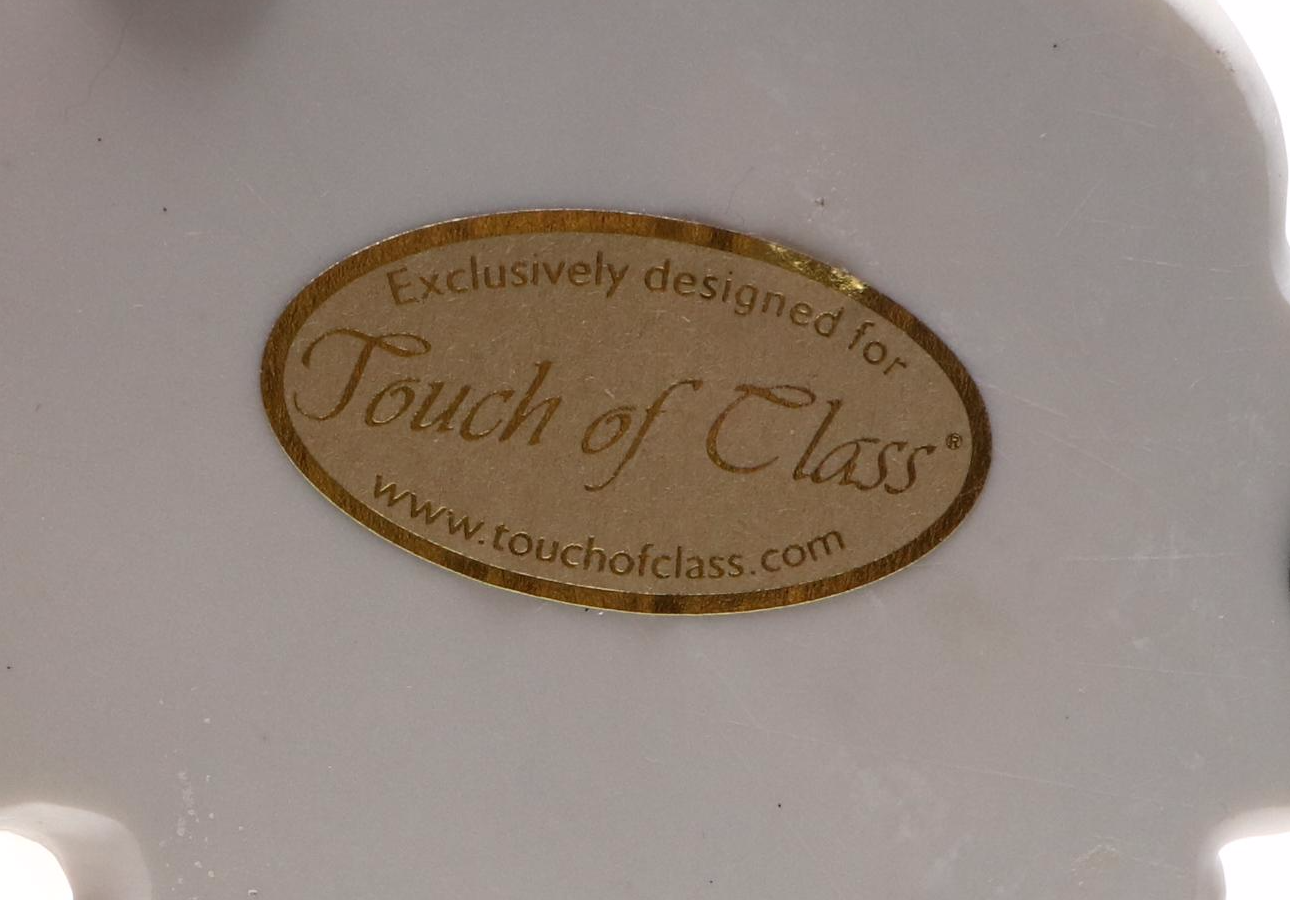 Exclusively designed for
Touch of Class®
www.touchofclass.com